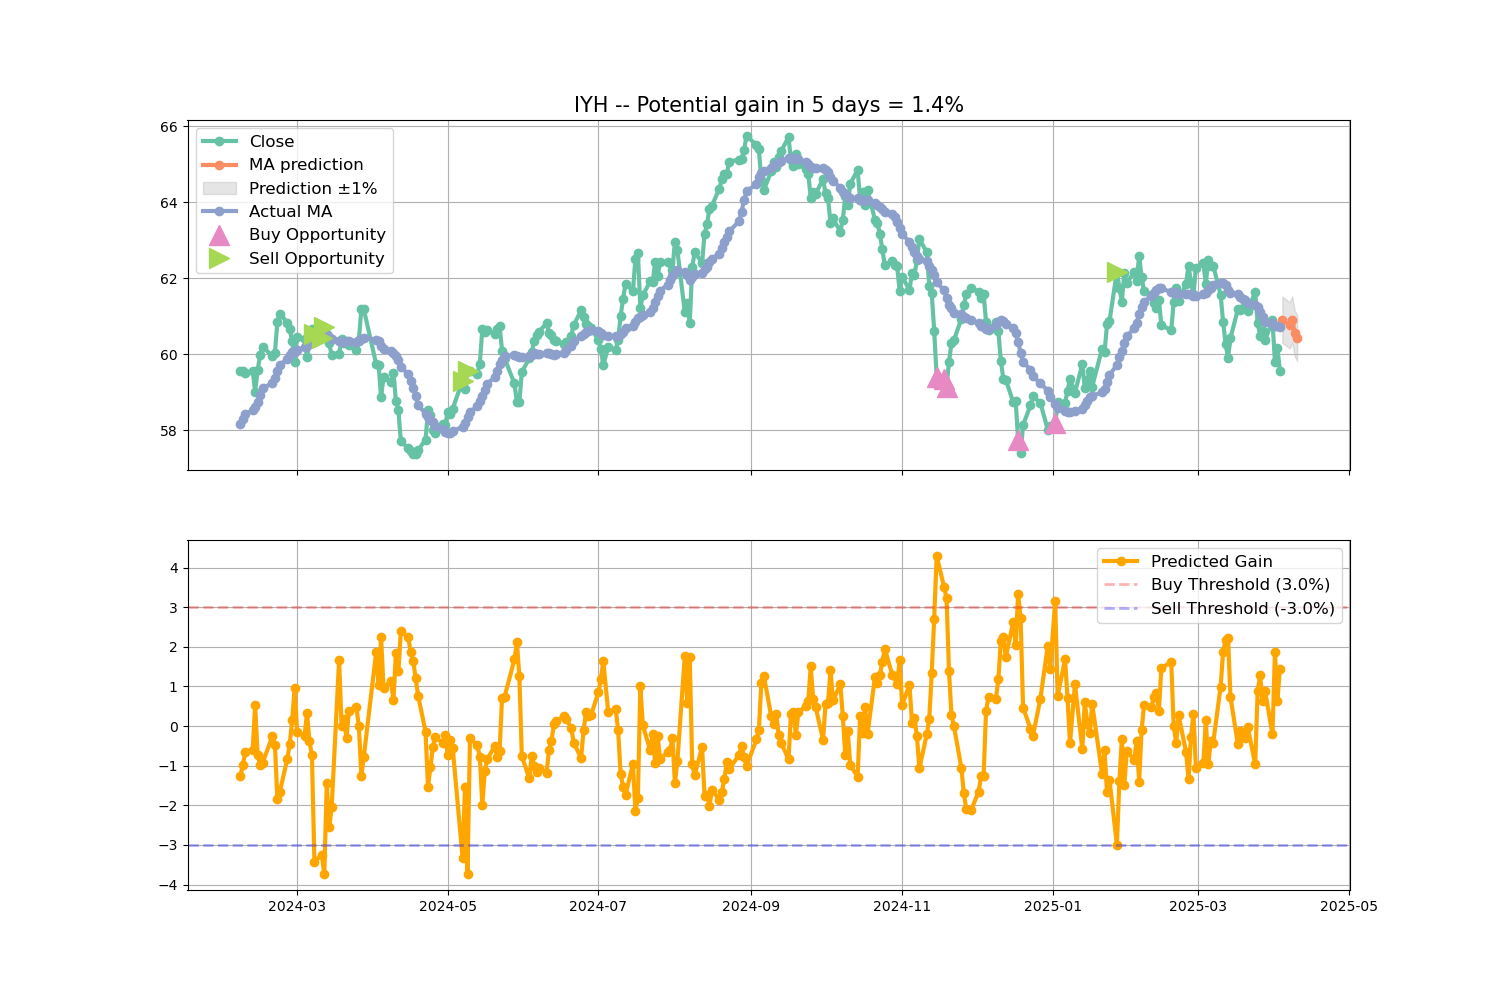 IYH -- Potential gain in 5 days = 1.4%
66
64
62
60
58
Close
MA prediction
Prediction ±1%
Actual MA
Buy Opportunity
Sell Opportunity
4
3
2
1
0
−1
−2
−3
−4
Predicted Gain
Buy Threshold (3.0%)
Sell Threshold (-3.0%)
2024-03
2024-05
2024-07
2024-09
2024-11
2025-01
2025-03
2025-05